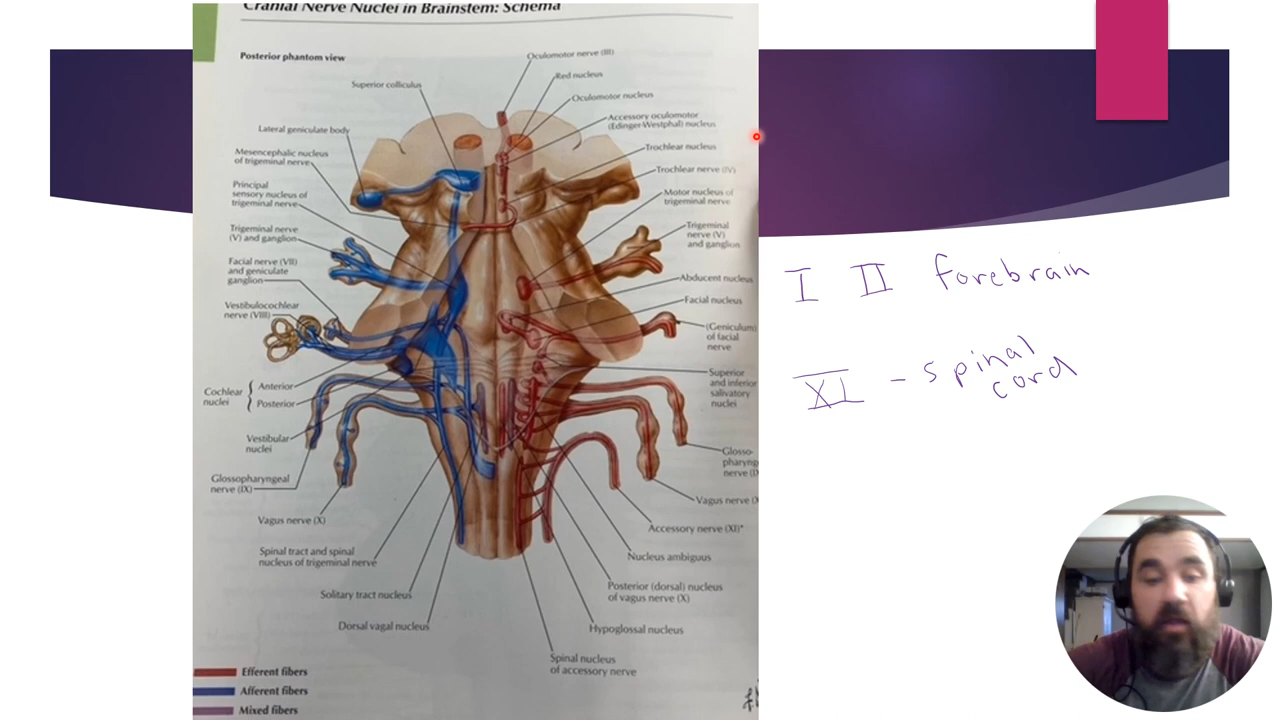 Cranial Nerve Nuclei in Brainstem: Schema
Posterior phantom view
Oculomotor nerve (III)
Red nucleus
Superior colliculus
Oculomotor nucleus
Accessory oculomotor
(Edinger-Westphal) nucleus
Lateral geniculate body
Trochlear nucleus
Mesencephalic nucleus
of trigeminal nerve
Trochlear nerve (IV)
Principal
sensory nucleus of
trigeminal nerve
Motor nucleus of
trigeminal nerve
Trigeminal nerve
(V) and ganglion
Trigeminal
nerve (V)
and ganglion
Facial nerve (VII)
and geniculate
ganglion
Abducent nucleus
Facial nucleus
Vestibulocochlear
nerve (VIII)
(Geniculum)
of facial
nerve
Cochlear
nuclei
Anterior
Posterior
Superior
and inferior
salivatory
nuclei
Vestibular
nuclei
Glosso-
pharyng
nerve (I
Glossopharyngeal
nerve (IX)
Vagus nerve (X
Vagus nerve (X)
Accessory nerve (XI)*
Spinal tract and spinal
nucleus of trigeminal nerve
Nucleus ambiguus
Solitary tract nucleus
Posterior (dorsal) nucleus
of vagus nerve (X)
Dorsal vagal nucleus
Hypoglossal nucleus
Spinal nucleus
of accessory nerve
Efferent fibers
Afferent fibers
Mixed fibers
I II forebrain
XI - spinal
cord